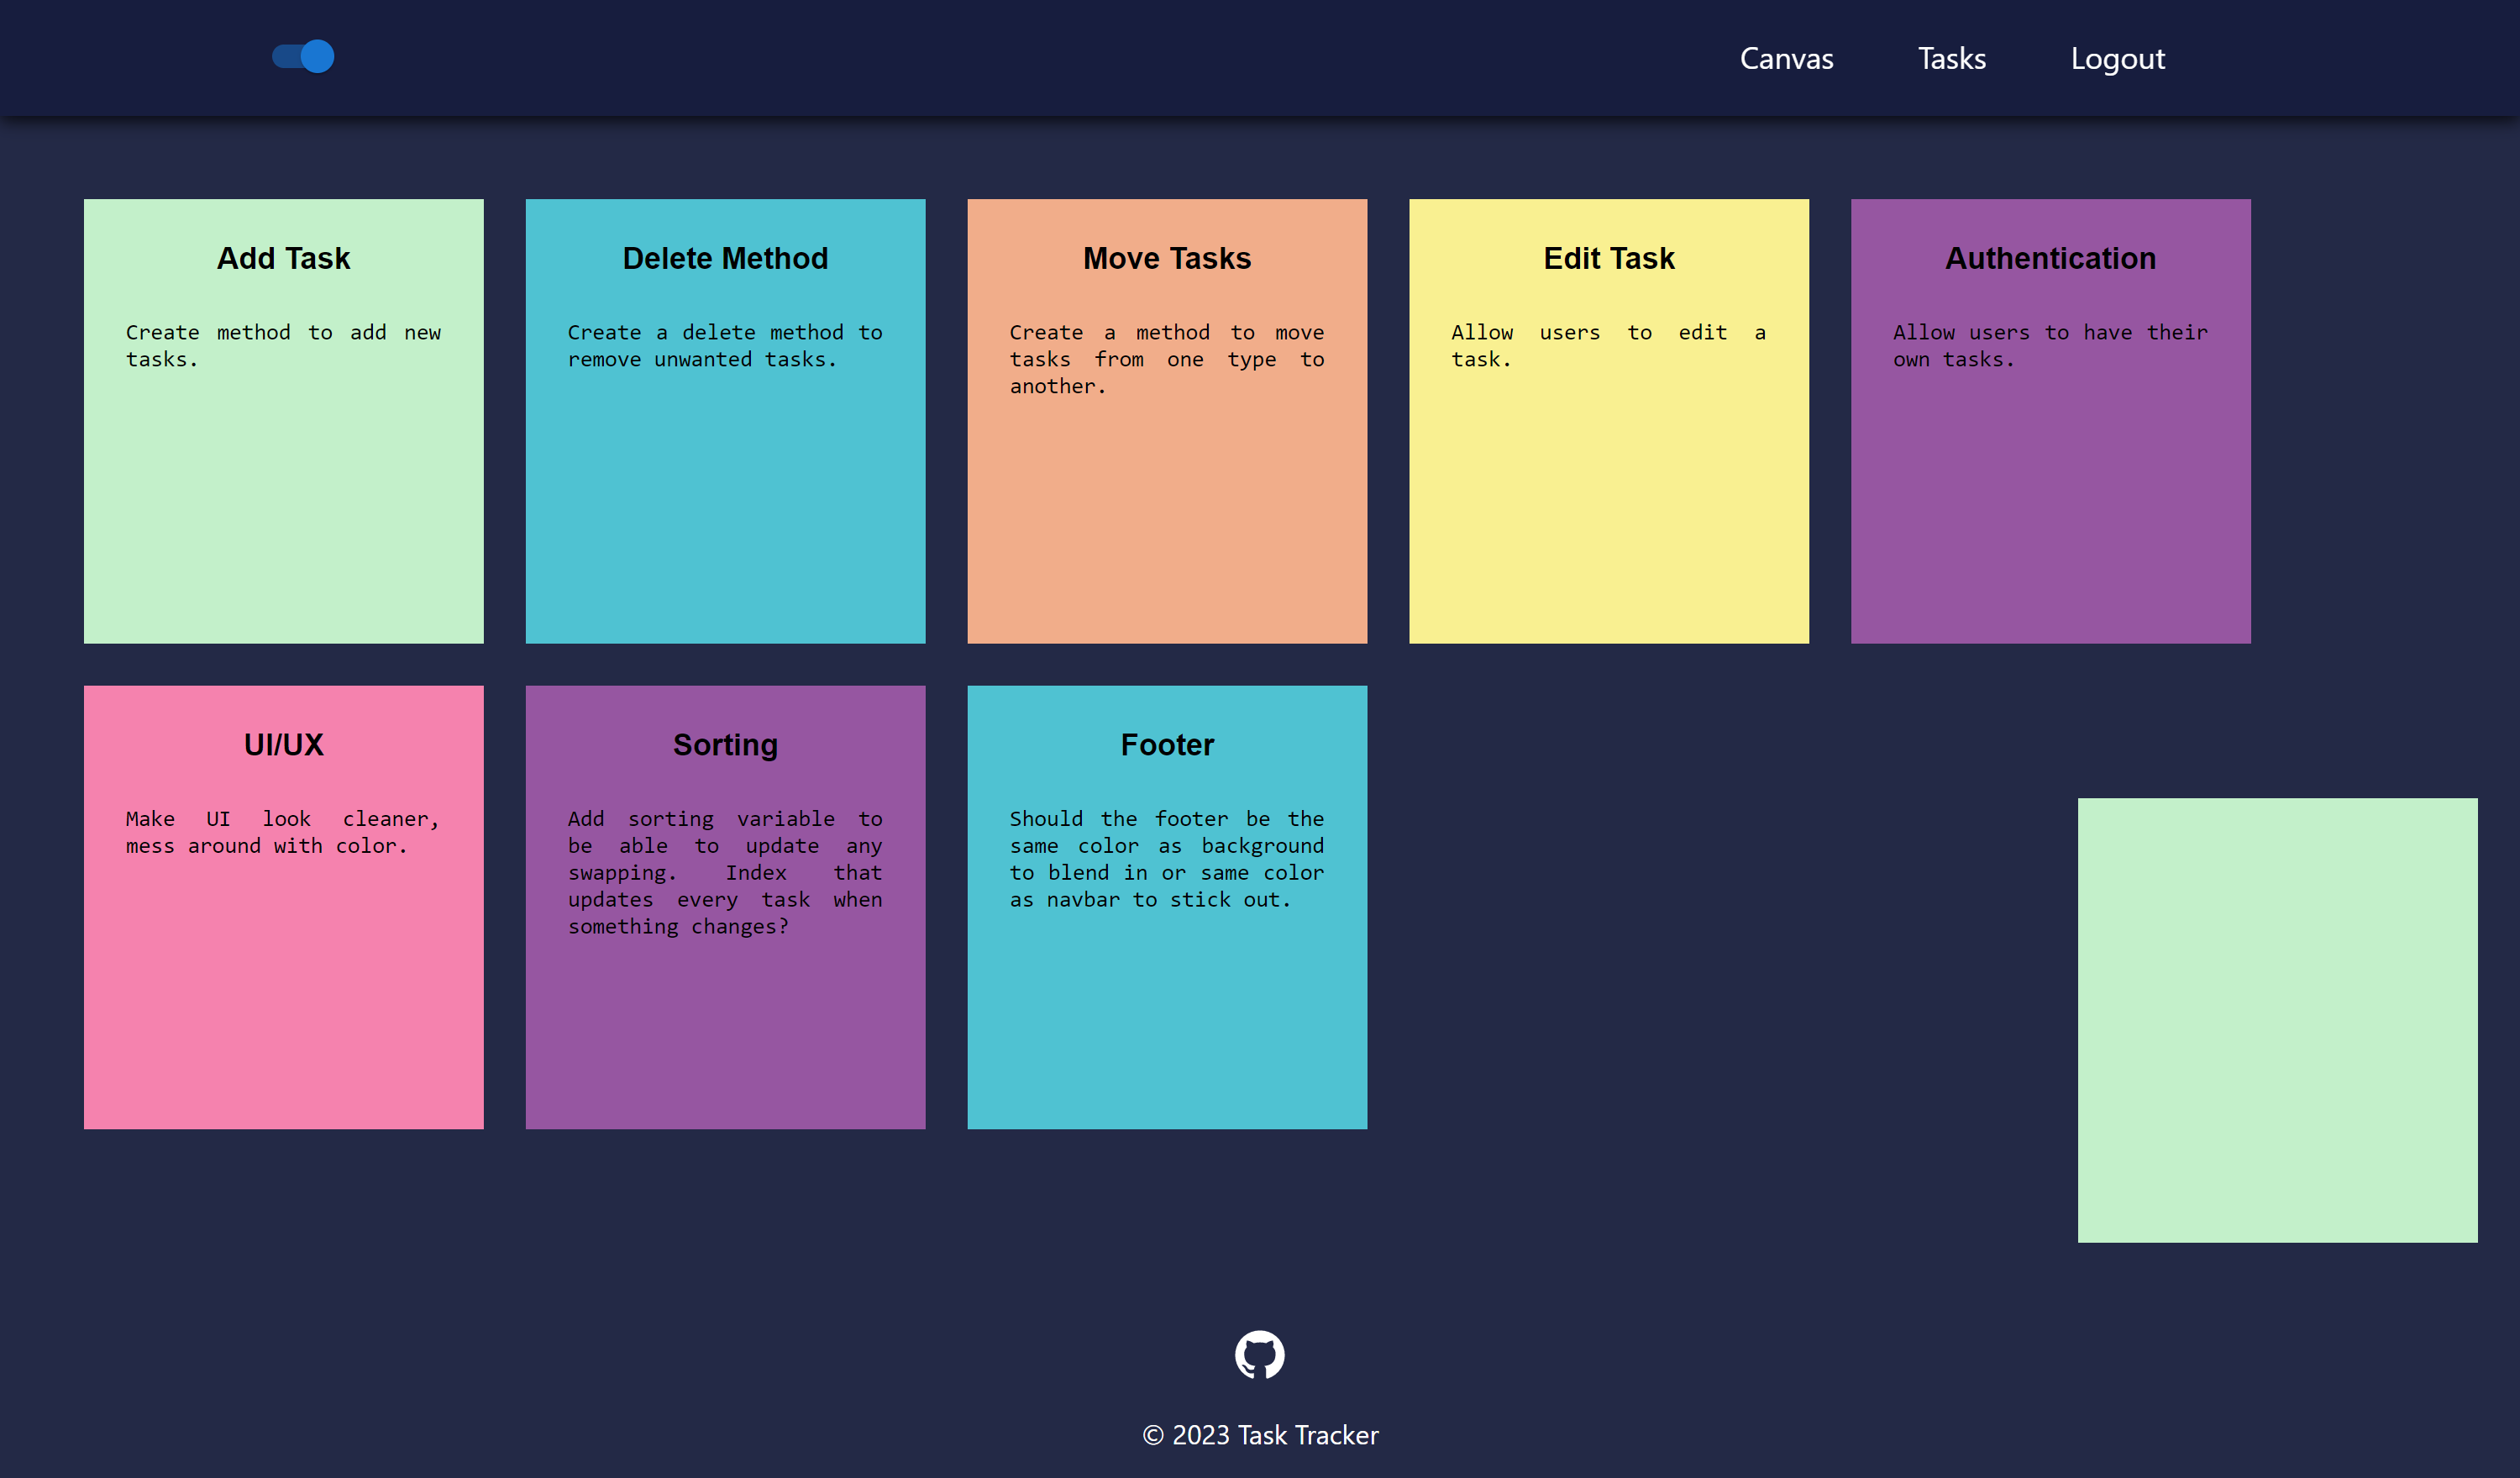 Canvas Tasks Logout
Add Task
Create method to add new
tasks.
Delete Method
Create a delete method to
remove unwanted tasks.
Move Tasks
Create a method to move
tasks from one type to
another.
Edit Task
Allow users to edit a
task.
Authentication
Allow users to have their
own tasks.
UI/UX
Make UI look cleaner,
mess around with color.
Sorting
Add sorting variable to
be able to update any
swapping. Index that
updates every task when
something changes?
Footer
Should the footer be the
same color as background
to blend in or same color
as navbar to stick out.
© 2023 Task Tracker